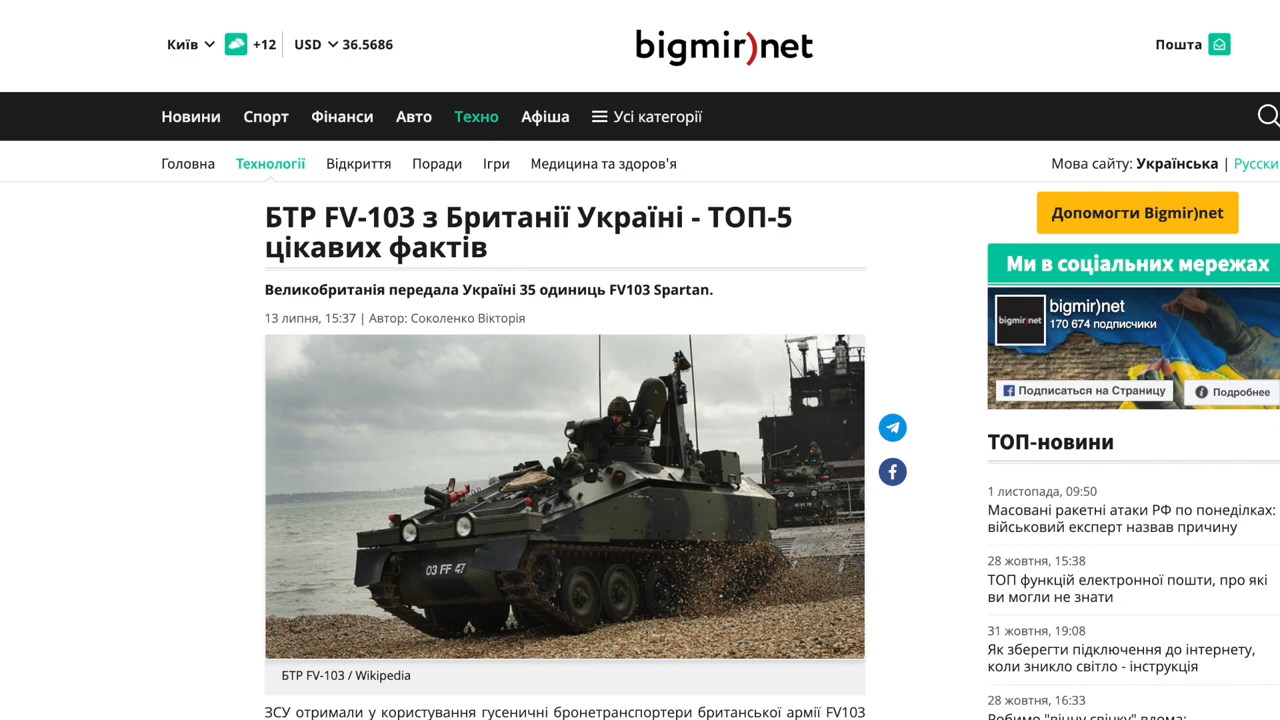 Київ +12 USD 36.5686
bigmir)net
Пошта
Новини Спорт Фінанси Авто Техно Афіша Усі категорії
Головна Технології Відкриття Поради Ігри Медицина та здоров'я
Мова сайту: Українська | Русски
БТР FV-103 з Британії Україні - ТОП-5
цікавих фактів
Великобританія передала Україні 35 одиниць FV103 Spartan.
13 липня, 15:37 | Автор: Соколенко Вікторія
03 FF 47
БТР FV-103 / Wikipedia
ЗСУ отримали у користування гусеничні бронетранспортери британської армії FV103
Допомогти Bigmir)net
Ми в соціальних мережах
bigmir)net
bigmir)net
170 674 подписчики
Подписаться на Страницу
Подробнее
ТОП-новини
1 листопада, 09:50
Масовані ракетні атаки РФ по понеділках:
військовий експерт назвав причину
28 жовтня, 15:38
ТОП функцій електронної пошти, про які
ви могли не знати
31 жовтня, 19:08
Як зберегти підключення до інтернету,
коли зникло світло - інструкція
28 жовтня, 16:33
Робимо "вічну свічку" вдома: